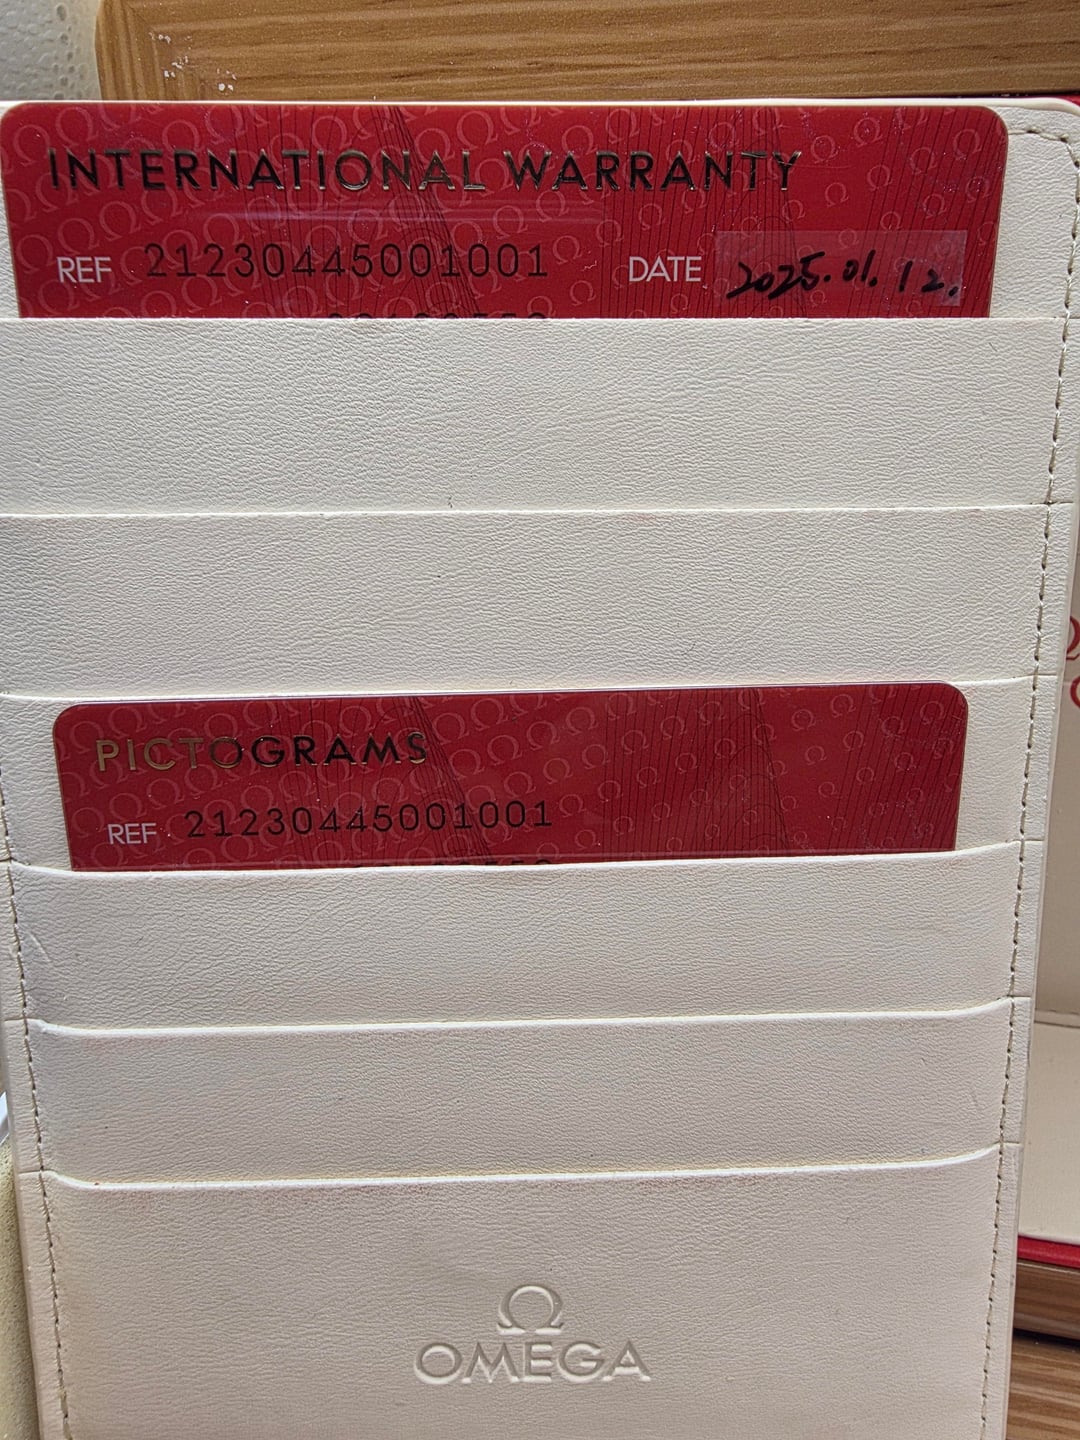 INTERNATIONAL WARRANTY
REF 21230445001001 DATE 2025.01.12.
PICTOGRAMS
REF 21230445001001
Ω
OMEGA